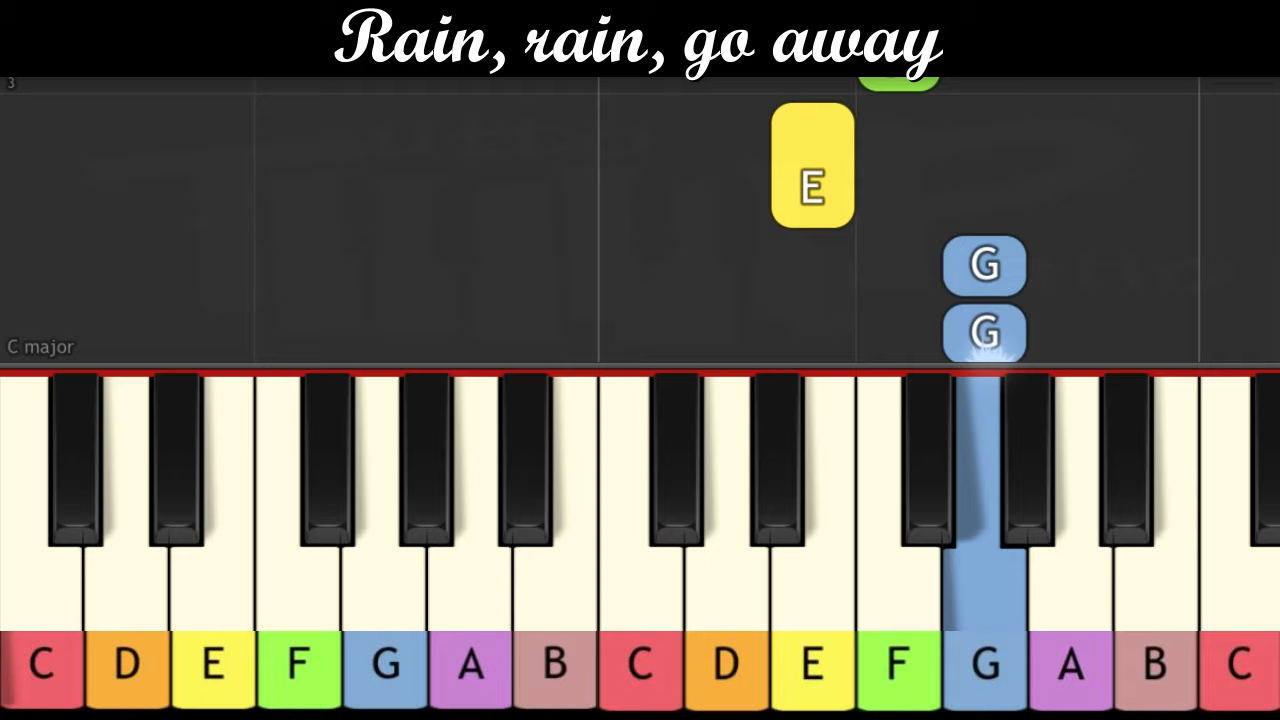 Rain, rain, go away
3
E
G
G
C major
C D E F G A B C D E F G A B C